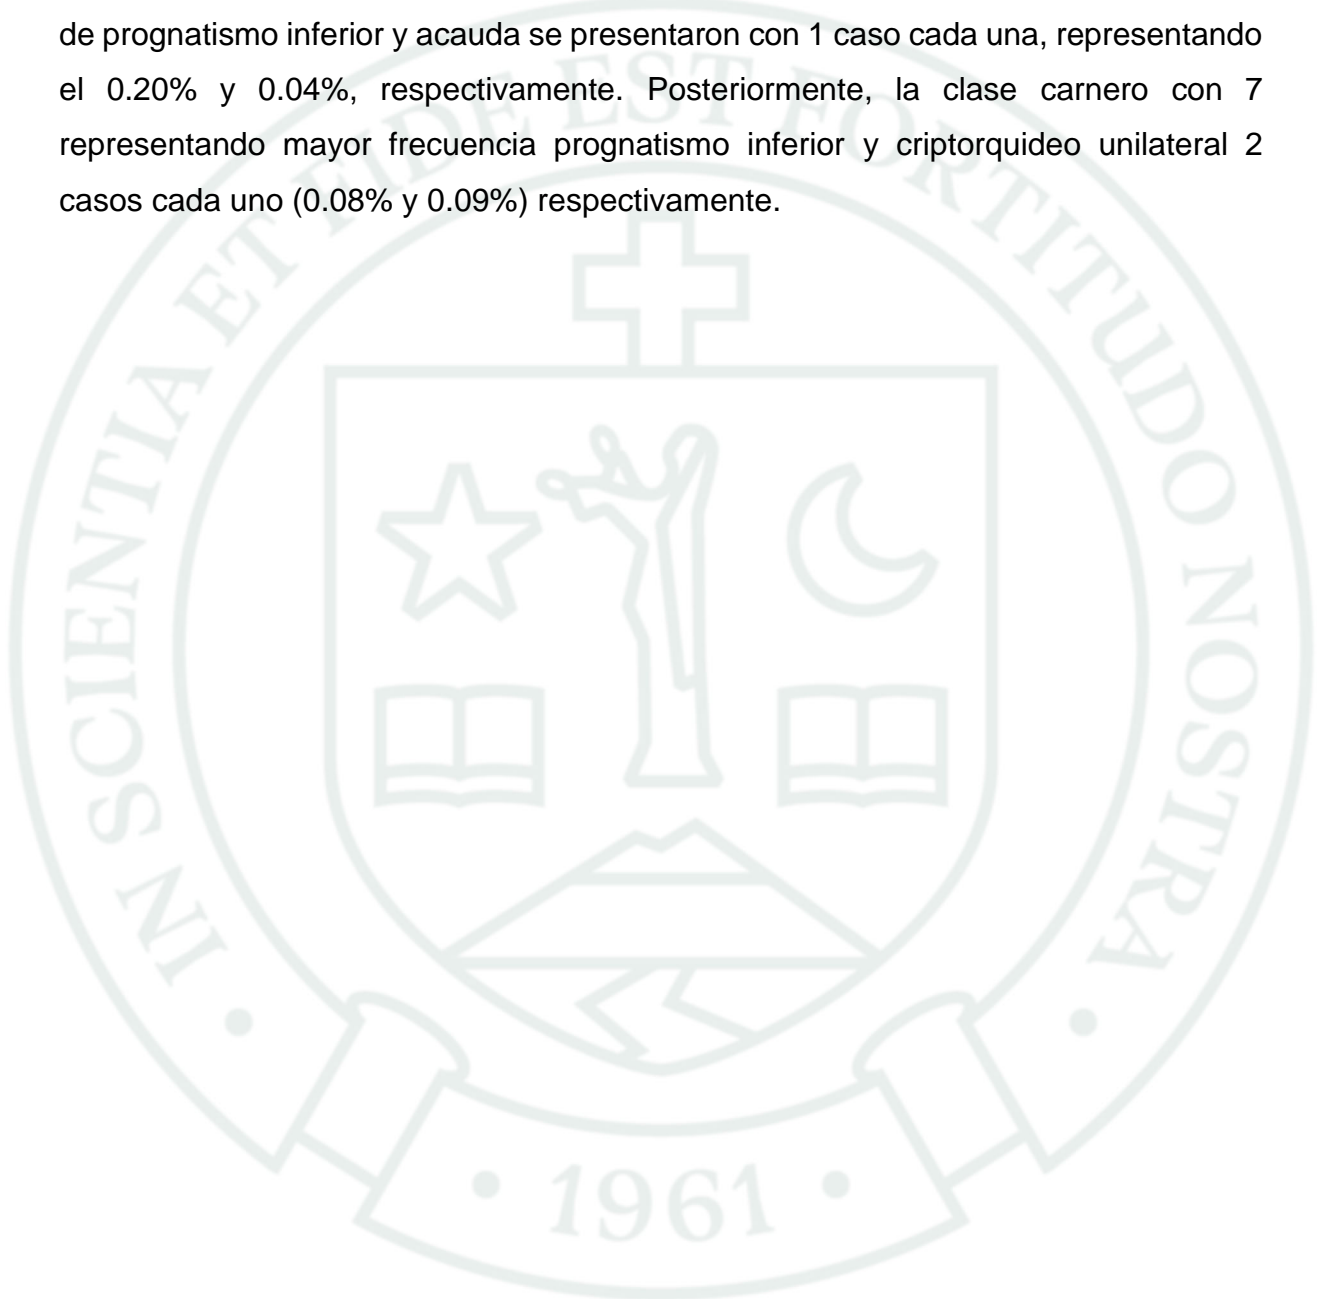 de prognatismo inferior y acauda se presentaron con 1 caso cada una, representando
el 0.20% y 0.04%, respectivamente. Posteriormente, la clase carnero con 7
representando mayor frecuencia prognatismo inferior y criptorquideo unilateral 2
casos cada uno (0.08% y 0.09%) respectivamente.
IN SCIENTIA ET FIDE EST FORTITUDO NOSTRA
• 1961 •